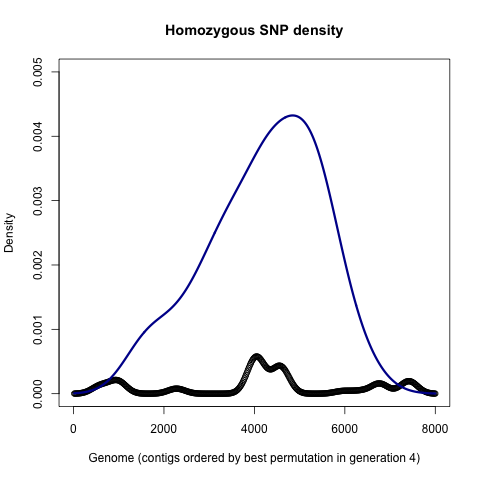 Homozygous SNP density
0.005
0.004
0.003
0.002
0.001
0.000
Density
0 2000 4000 6000 8000
Genome (contigs ordered by best permutation in generation 4)